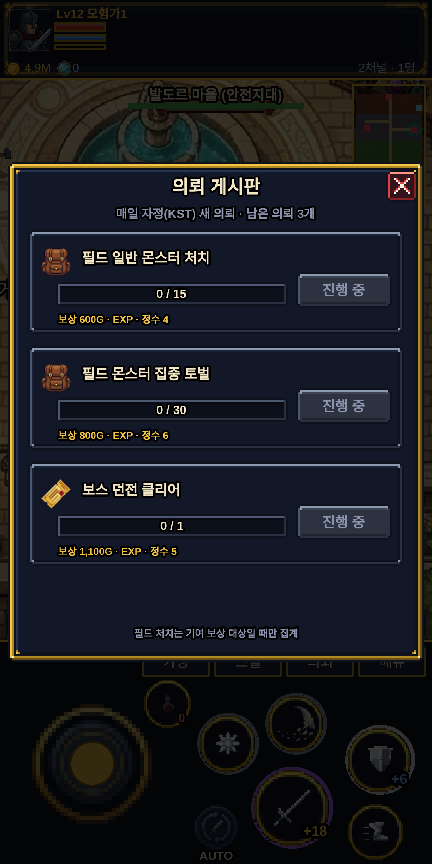 Lv12 모험가1
4.9M 0
2채널 · 1명
발도르 마을 (안전지대)
의뢰 게시판
매일 자정(KST) 새 의뢰 · 남은 의뢰 3개
필드 일반 몬스터 처치
0 / 15
진행 중
보상 600G · EXP · 정수 4
필드 몬스터 집중 토벌
0 / 30
진행 중
보상 800G · EXP · 정수 6
보스 던전 클리어
0 / 1
진행 중
보상 1,100G · EXP · 정수 5
필드 처치는 기여 보상 대상일 때만 집계
0
+6
+18
AUTO